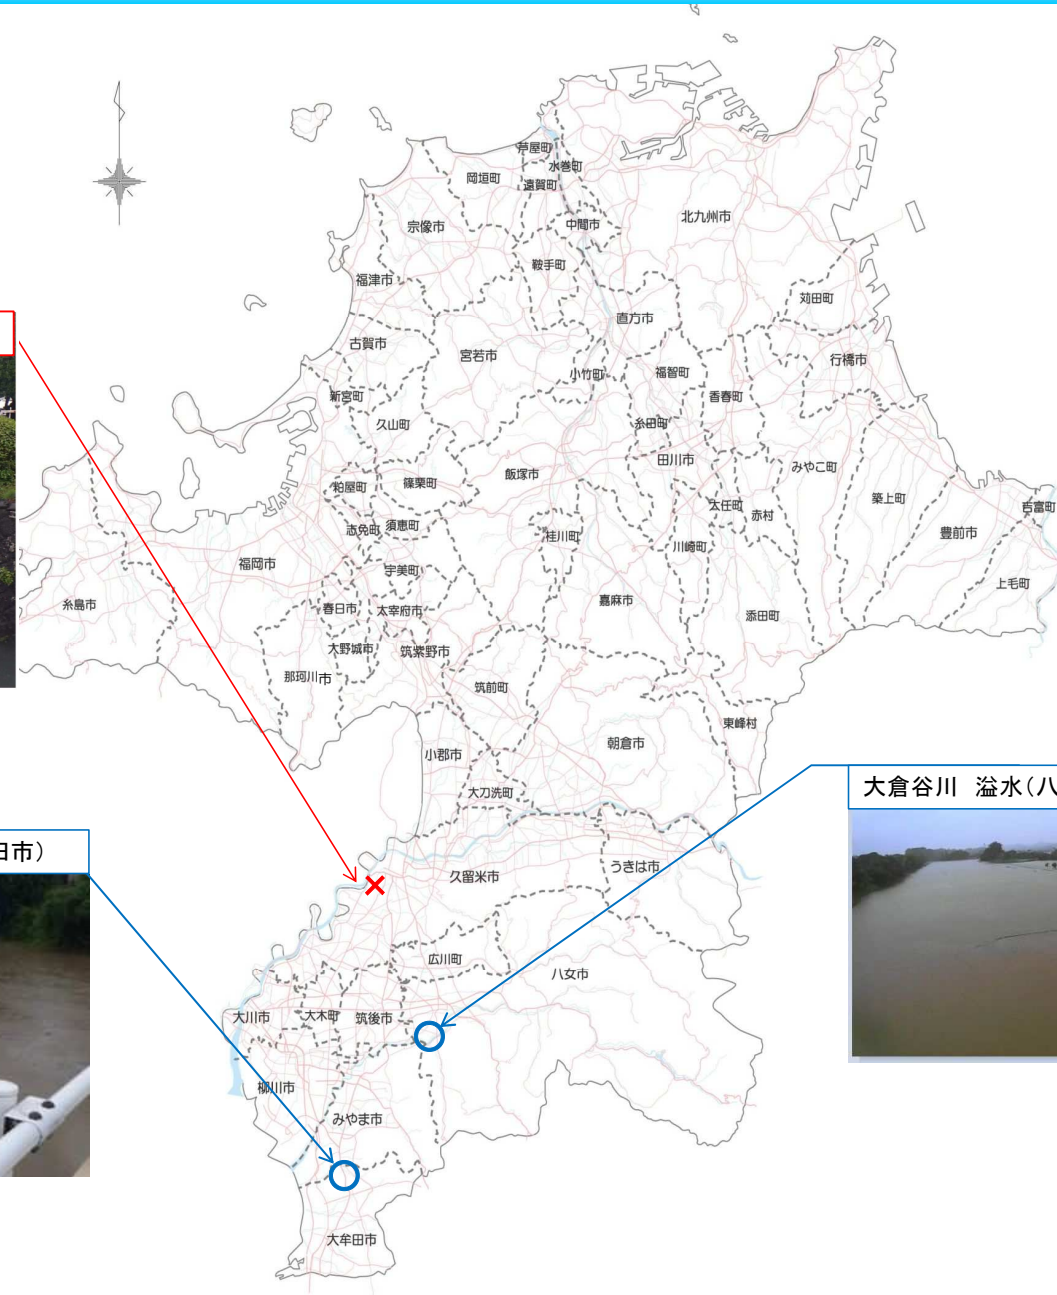 芦屋町
水巻町
岡垣町
遠賀町
北九州市
中間市
宗像市
鞍手町
福津市
苅田町
直方市
古賀市
宮若市
行橋市
小竹町
福智町
新宮町
香春町
久山町
糸田町
田川市
みやこ町
飯塚市
篠栗町
粕屋町
築上町
大任町
赤村
吉富町
須恵町
志免町
豊前市
桂川町
川崎町
福岡市
宇美町
上毛町
糸島市
春日市
太宰府市
嘉麻市
添田町
大野城市
筑紫野市
那珂川市
筑前町
東峰村
朝倉市
小郡市
大倉谷川 溢水(八
大刀洗町
田市)
うきは市
久留米市
広川町
八女市
大川市
大木町
筑後市
柳川市
みやま市
大牟田市